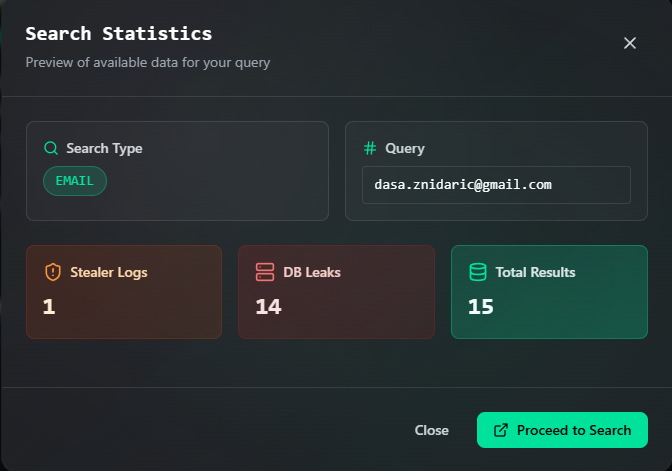 Search Statistics
Preview of available data for your query
Search Type
EMAIL
# Query
dasa.znidaric@gmail.com
Stealer Logs
1
DB Leaks
14
Total Results
15
Close
Proceed to Search